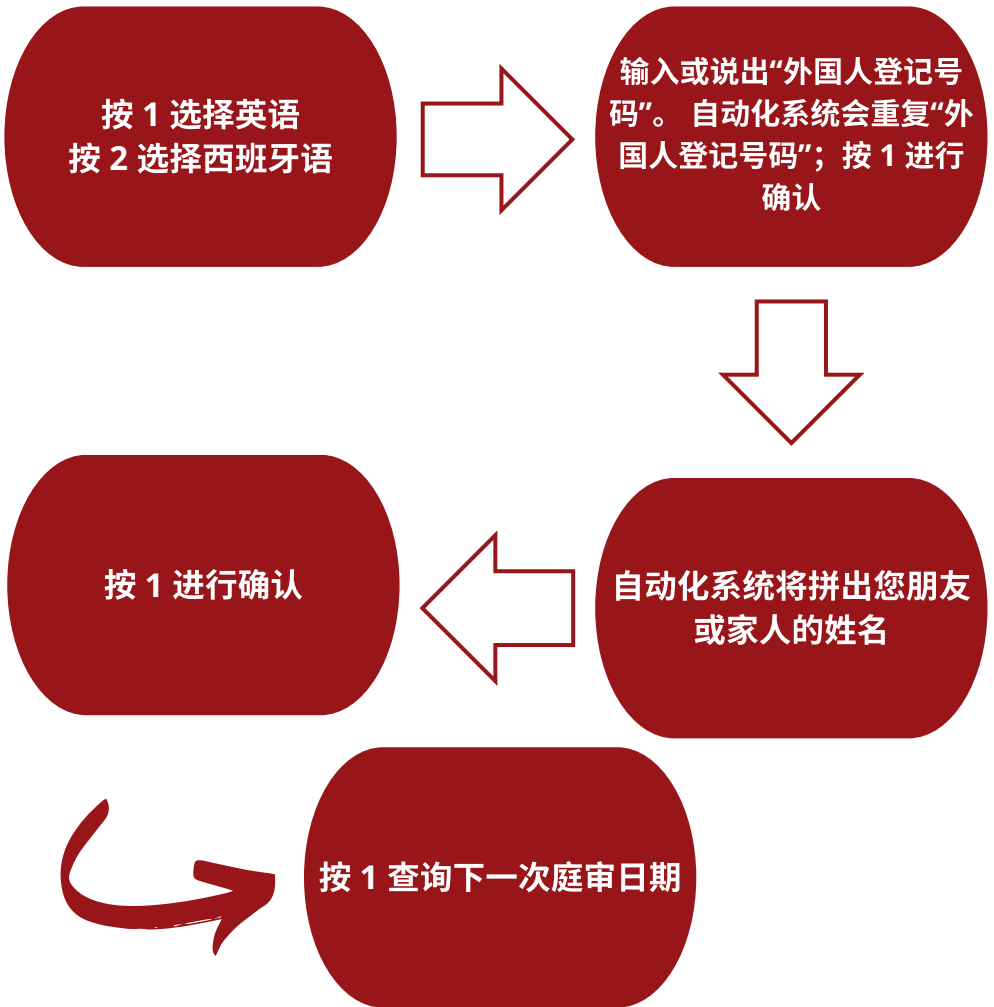 按 1 选择英语
按 2 选择西班牙语
输入或说出“外国人登记号
码”。 自动化系统会重复“外
国人登记号码”；按 1 进行
确认
自动化系统将拼出您朋友
或家人的姓名
按 1 进行确认
按 1 查询下一次庭审日期